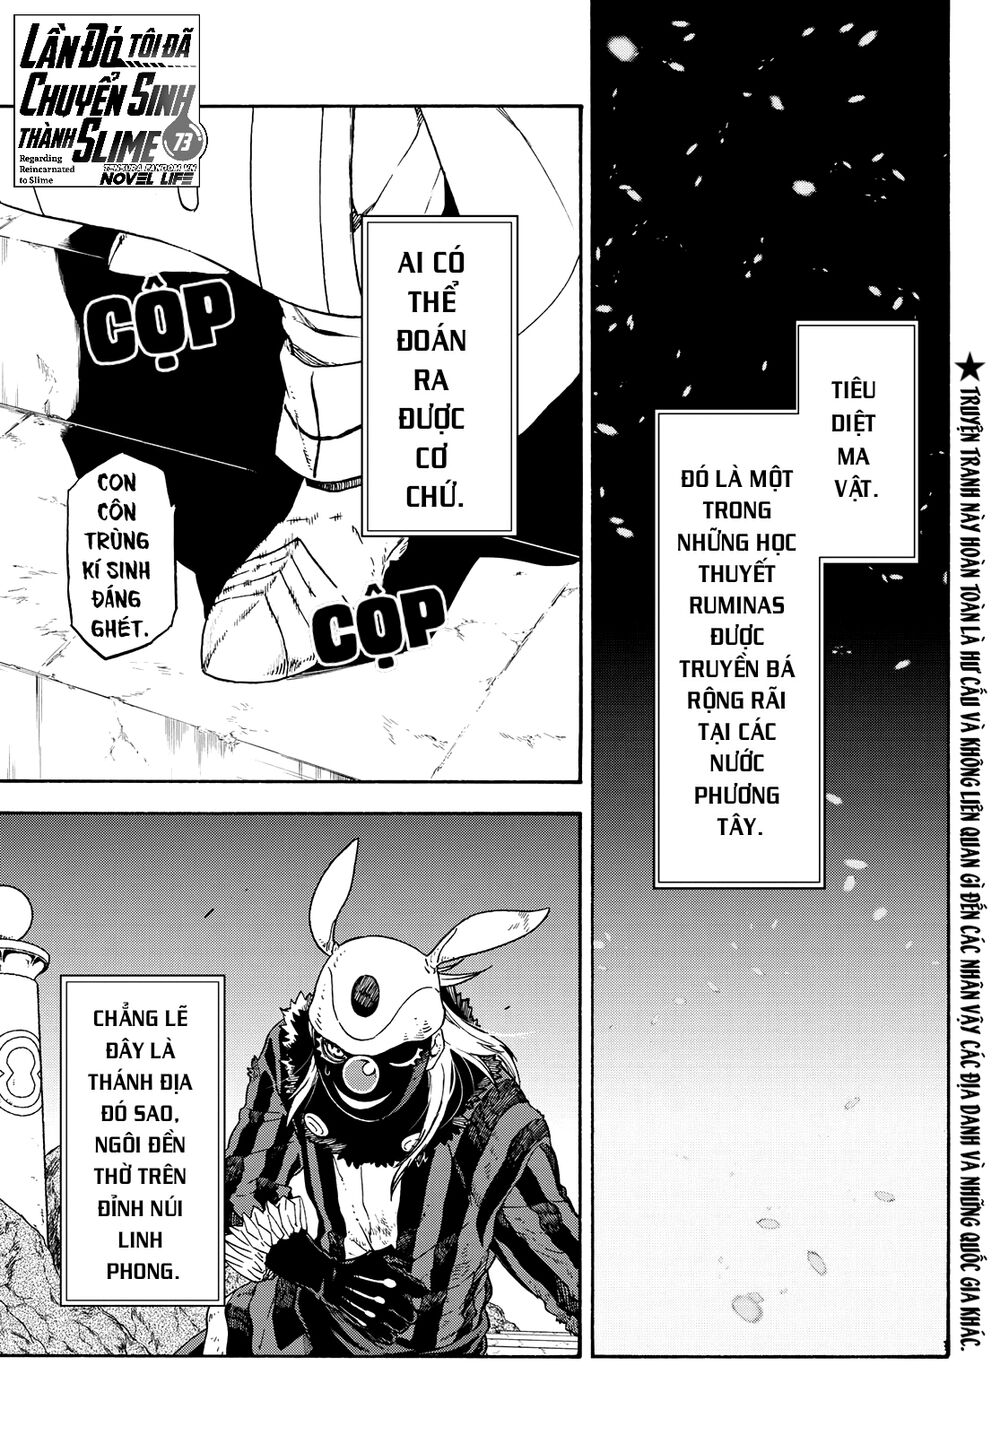 LẦN ĐÓ, TÔI ĐÃ
CHUYỂN SINH
THÀNH SLIME 73
Regarding
Reincarnated
to Slime
TENSURA FANDOM VN
NOVEL LIFE
TIÊU
DIỆT
MA
VẬT.
ĐÓ LÀ MỘT
TRONG
NHỮNG HỌC
THUYẾT
RUMINAS
ĐƯỢC
TRUYỀN BÁ
RỘNG RÃI
TẠI CÁC
NƯỚC
PHƯƠNG
TÂY.
★ TRUYỆN TRANH NÀY HOÀN TOÀN LÀ HƯ CẤU VÀ KHÔNG LIÊN QUAN GÌ ĐẾN CÁC NHÂN VẬY CÁC ĐỊA DANH VÀ NHỮNG QUỐC GIA KHÁC.
AI CÓ
THỂ
ĐOÁN
RA
ĐƯỢC
CƠ
CHỨ.
CỘP
CON
CÔN
TRÙNG
KÍ SINH
ĐÁNG
GHÉT.
CỘP
CHẲNG LẼ
ĐÂY LÀ
THÁNH ĐỊA
ĐÓ SAO,
NGÔI ĐỀN
THỜ TRÊN
ĐỈNH NÚI
LINH
PHONG.